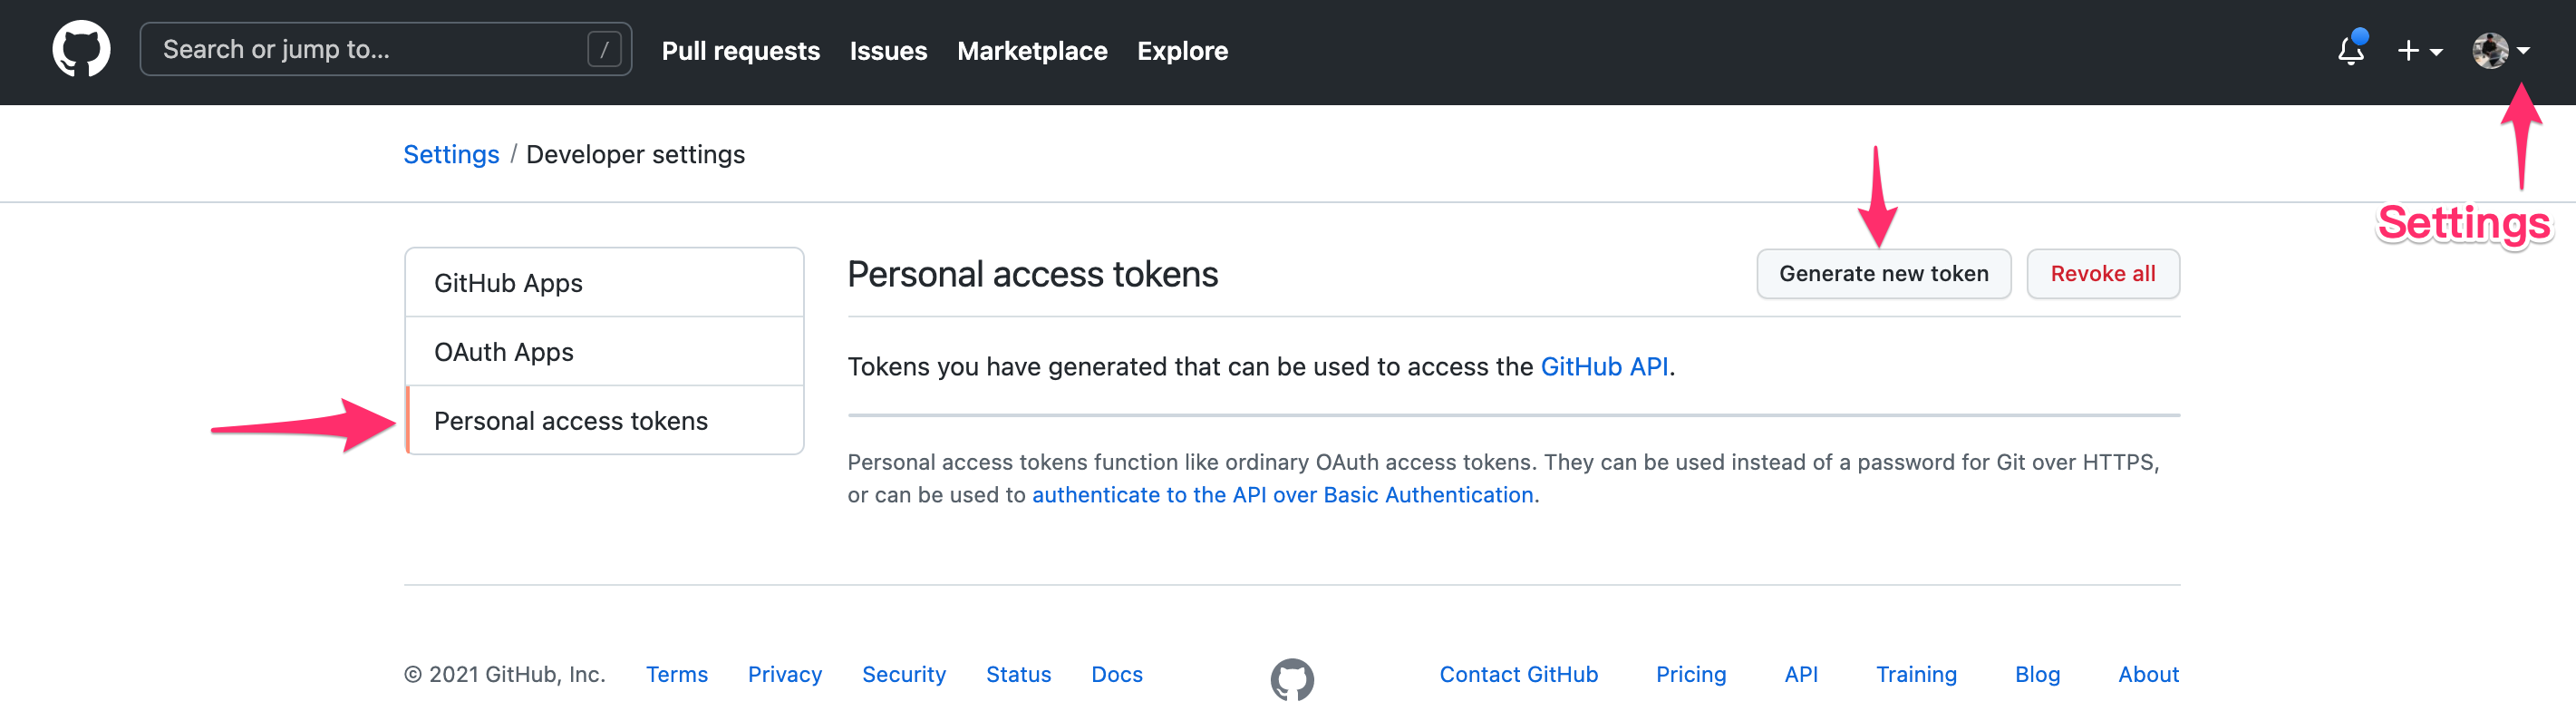 Search or jump to... / Pull requests Issues Marketplace Explore
Settings / Developer settings
Settings
GitHub Apps
OAuth Apps
Personal access tokens
Personal access tokens Generate new token Revoke all
Tokens you have generated that can be used to access the GitHub API.
Personal access tokens function like ordinary OAuth access tokens. They can be used instead of a password for Git over HTTPS,
or can be used to authenticate to the API over Basic Authentication.
© 2021 GitHub, Inc. Terms Privacy Security Status Docs Contact GitHub Pricing API Training Blog About